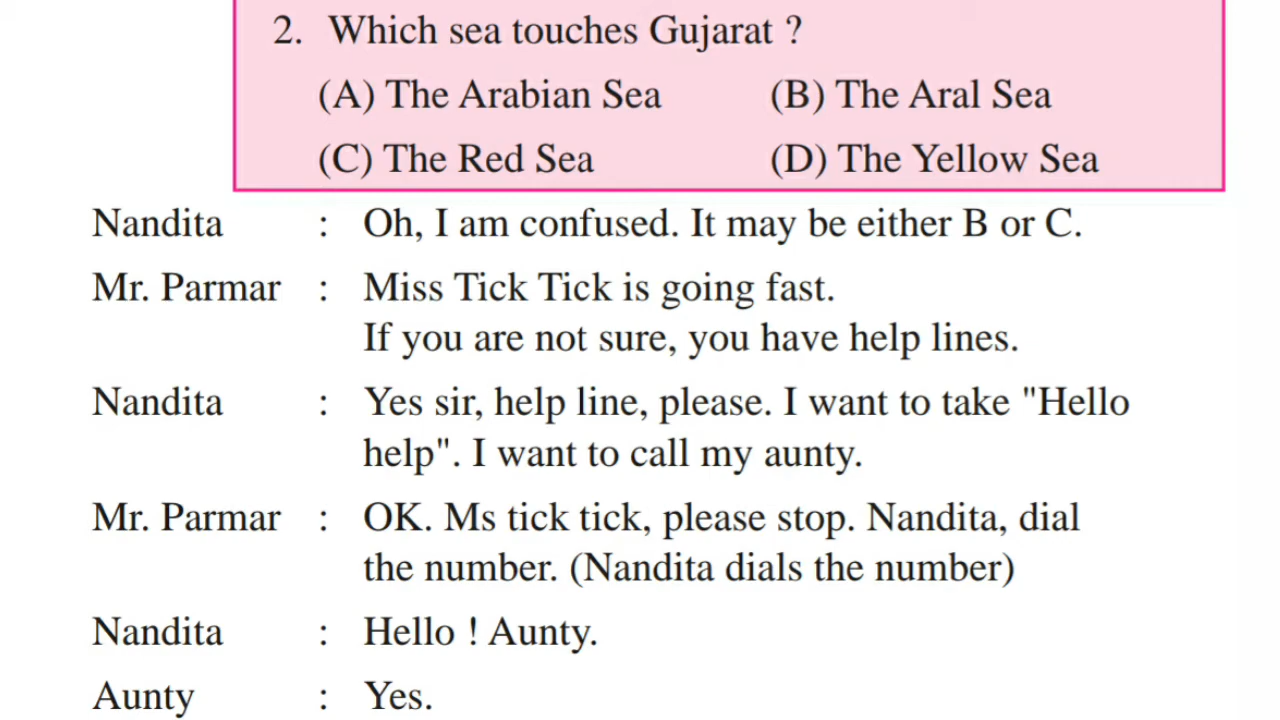 2. Which sea touches Gujarat ?
(A) The Arabian Sea (B) The Aral Sea
(C) The Red Sea (D) The Yellow Sea
Nandita : Oh, I am confused. It may be either B or C.
Mr. Parmar : Miss Tick Tick is going fast.
If you are not sure, you have help lines.
Nandita : Yes sir, help line, please. I want to take "Hello
help". I want to call my aunty.
Mr. Parmar : OK. Ms tick tick, please stop. Nandita, dial
the number. (Nandita dials the number)
Nandita : Hello ! Aunty.
Aunty : Yes.